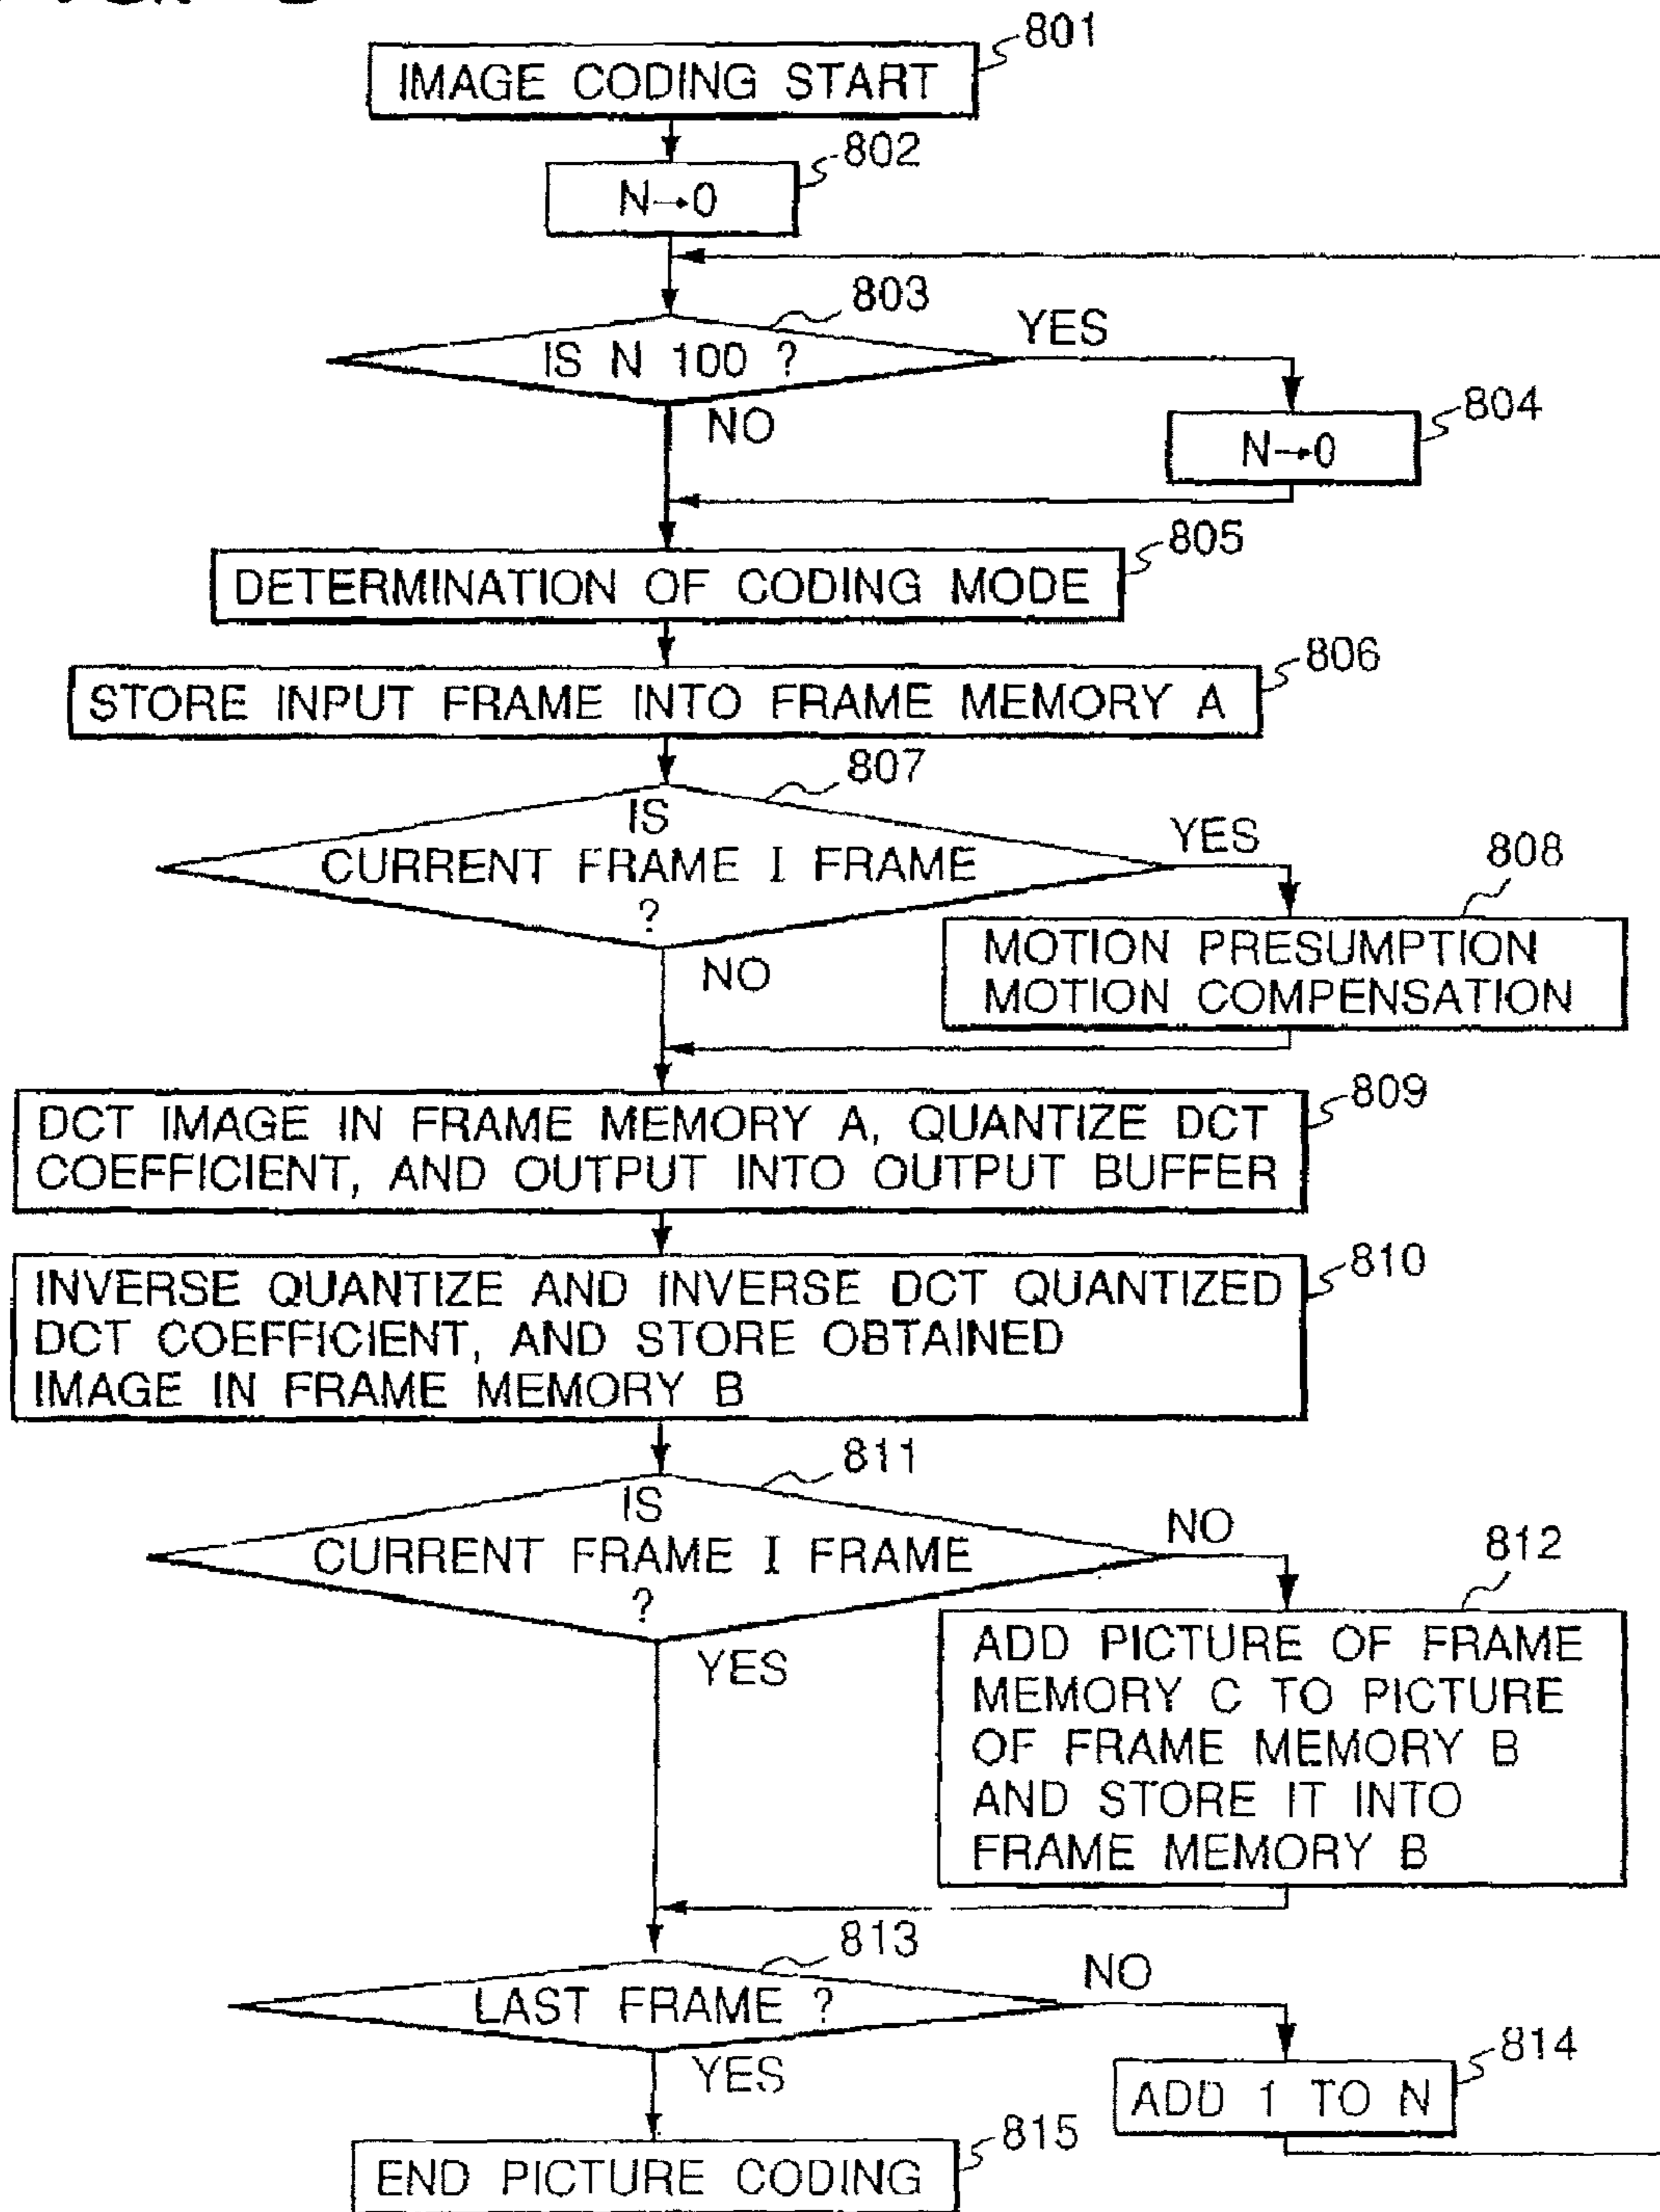 801
IMAGE CODING START
802
N→0
803
IS N 100 ?
YES
NO
804
N→0
805
DETERMINATION OF CODING MODE
806
STORE INPUT FRAME INTO FRAME MEMORY A
807
IS
CURRENT FRAME I FRAME
?
YES
NO
808
MOTION PRESUMPTION
MOTION COMPENSATION
809
DCT IMAGE IN FRAME MEMORY A, QUANTIZE DCT
COEFFICIENT, AND OUTPUT INTO OUTPUT BUFFER
810
INVERSE QUANTIZE AND INVERSE DCT QUANTIZED
DCT COEFFICIENT, AND STORE OBTAINED
IMAGE IN FRAME MEMORY B
811
IS
CURRENT FRAME I FRAME
?
NO
YES
812
ADD PICTURE OF FRAME
MEMORY C TO PICTURE
OF FRAME MEMORY B
AND STORE IT INTO
FRAME MEMORY B
813
LAST FRAME ?
NO
YES
814
ADD 1 TO N
815
END PICTURE CODING